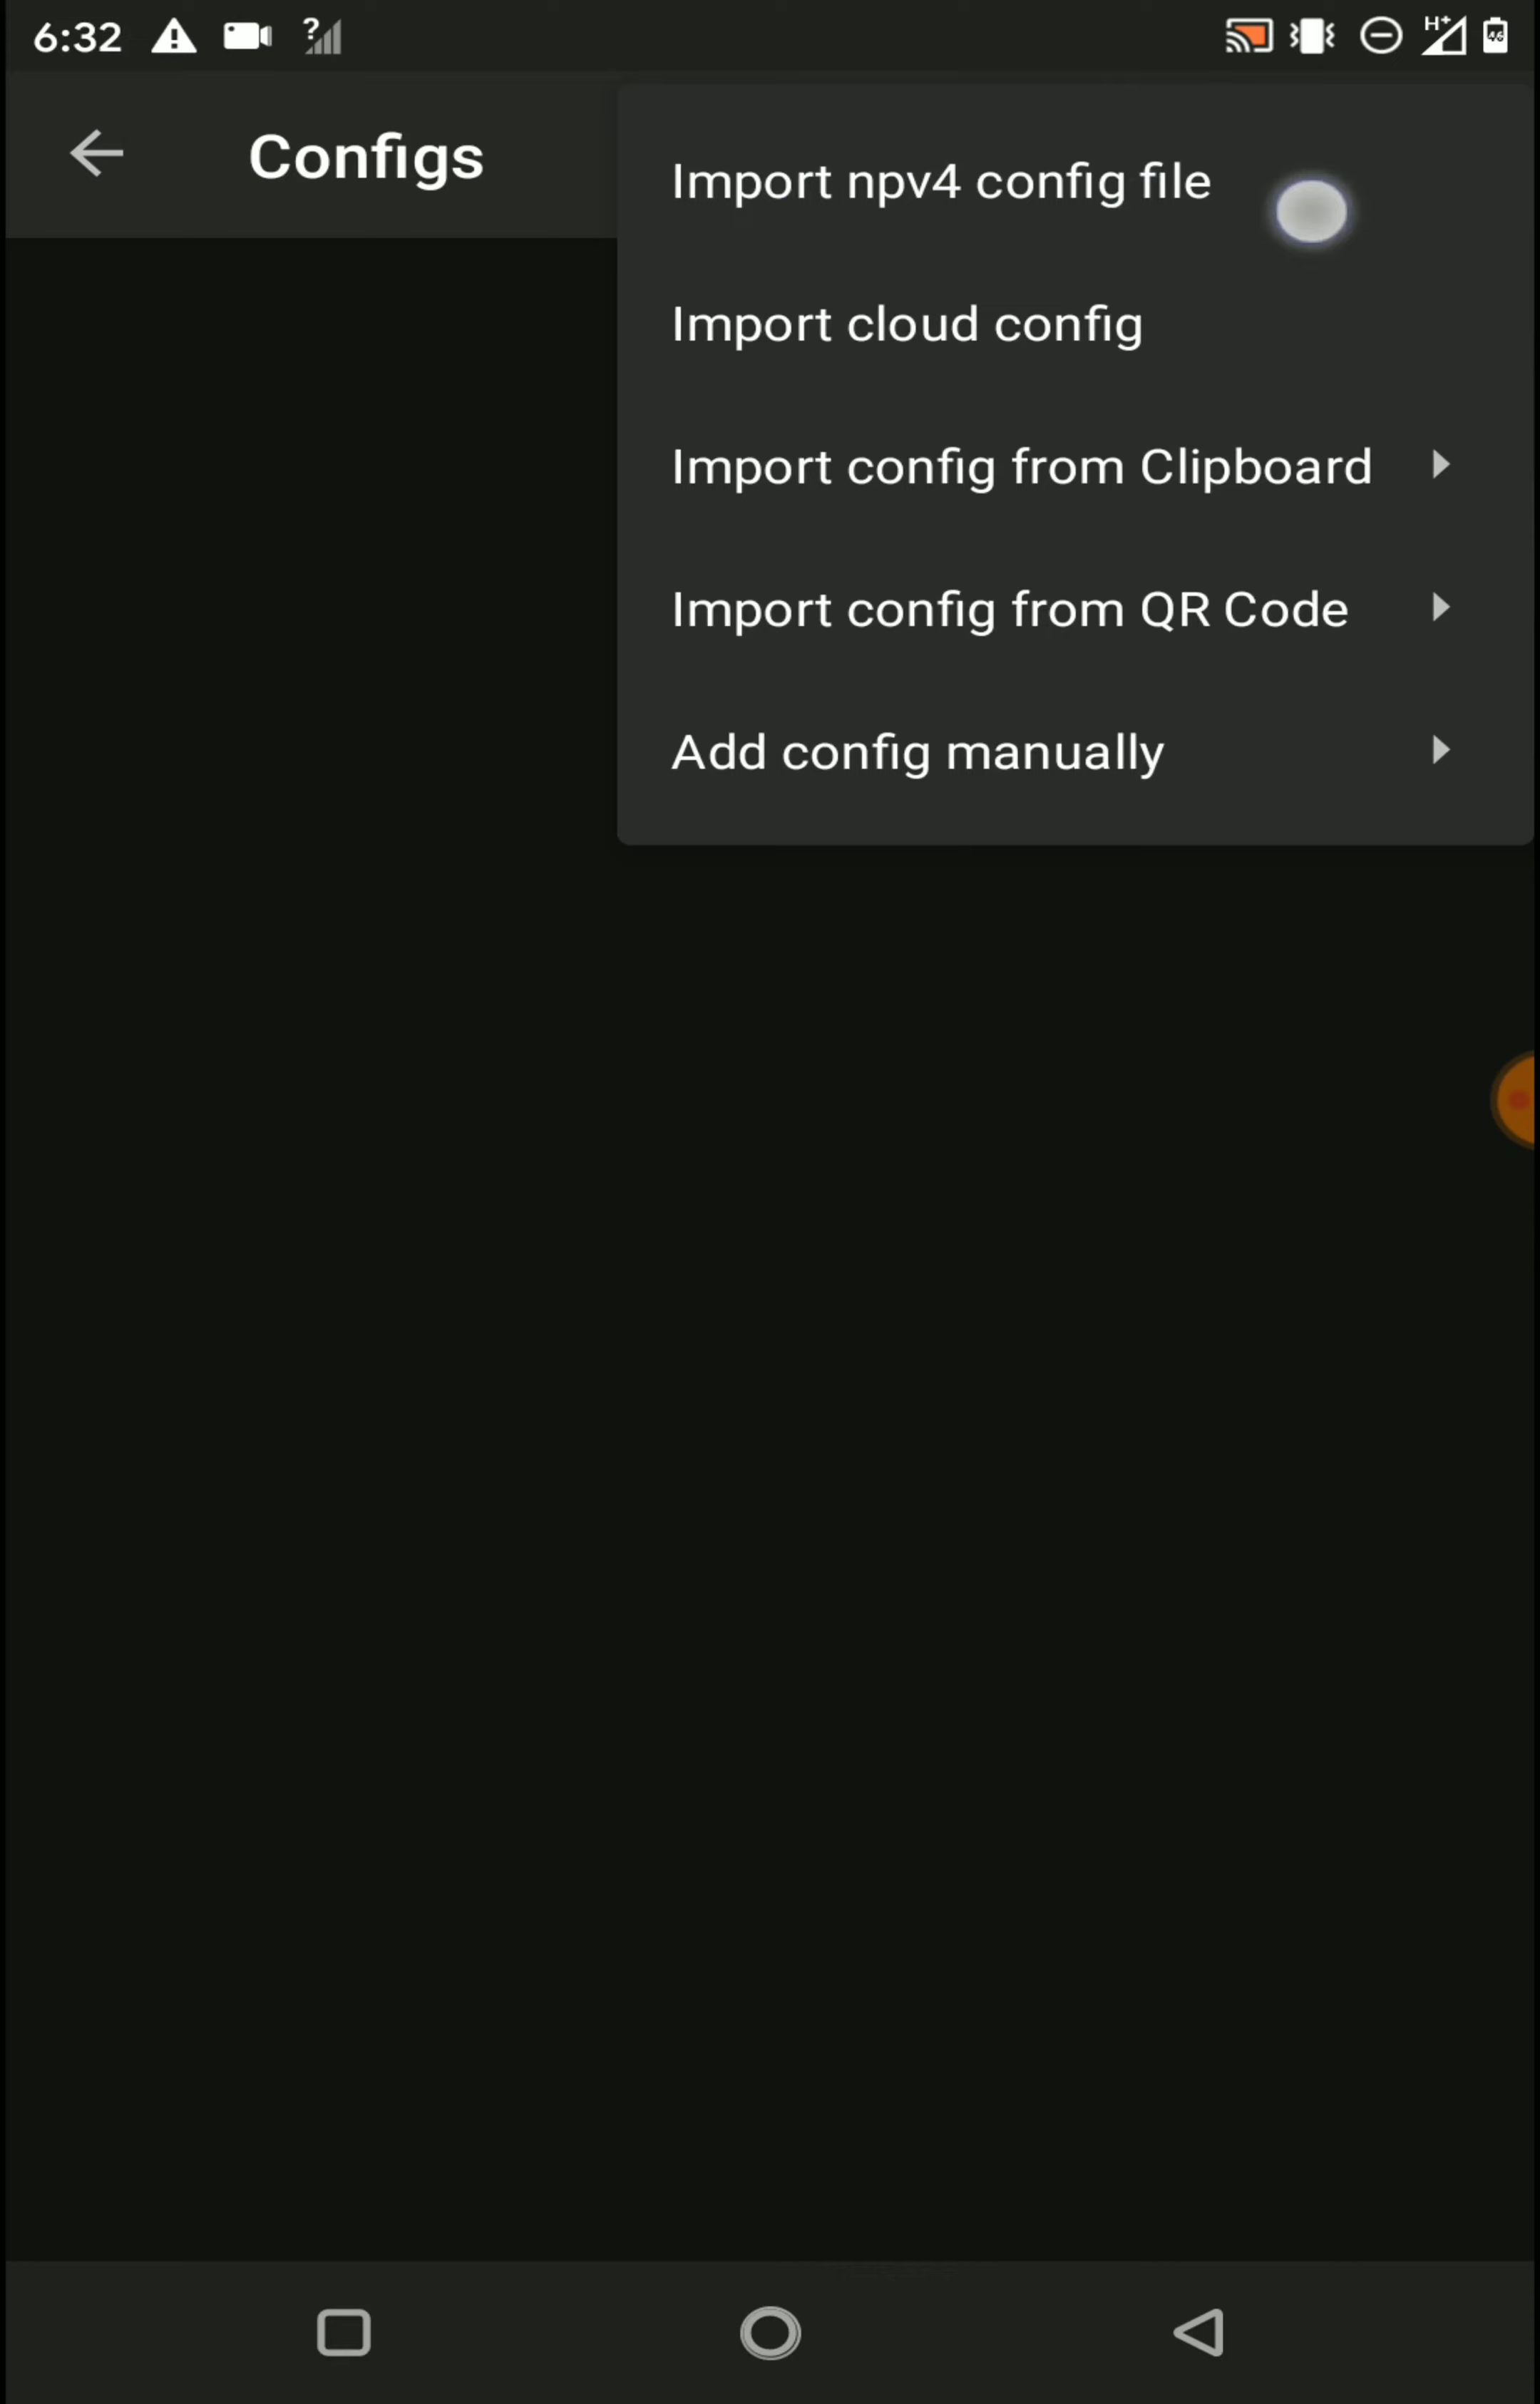 6:32
?
H+
46
Configs
Import npv4 config file
Import cloud config
Import config from Clipboard
Import config from QR Code
Add config manually